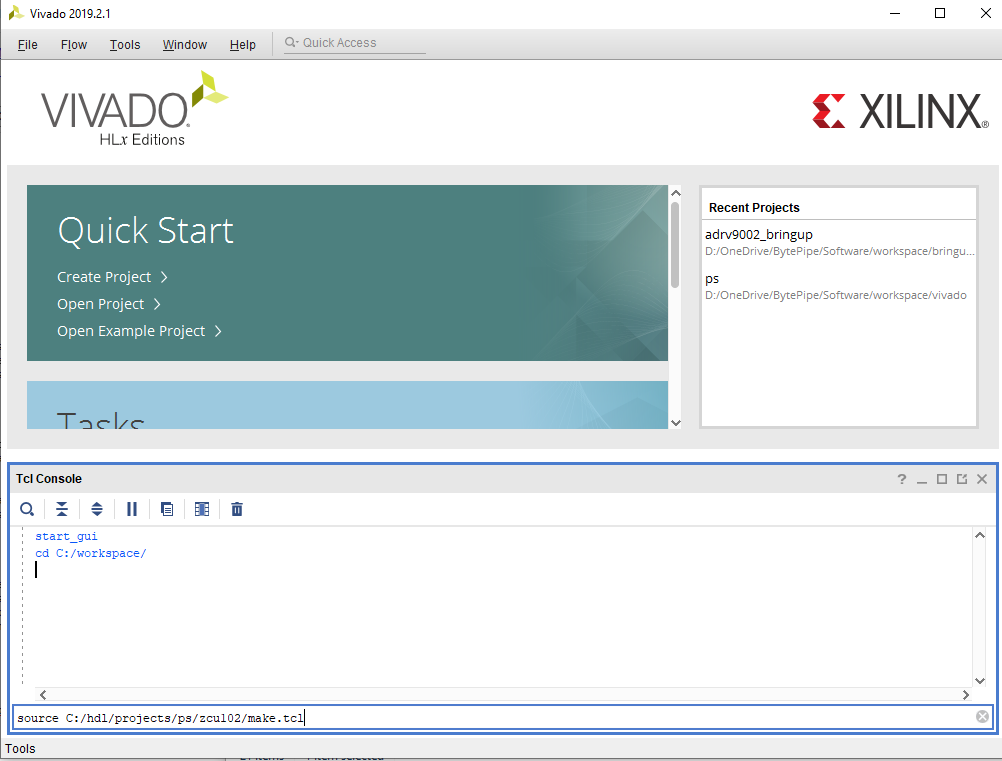 Vivado 2019.2.1
File Flow Tools Window Help Quick Access
VIVADO.
HLx Editions
XILINX®
Quick Start
Create Project
Open Project
Open Example Project
Tasks
Recent Projects
adrv9002_bringup
D:/OneDrive/BytePipe/Software/workspace/bringu...
ps
D:/OneDrive/BytePipe/Software/workspace/vivado
Tcl Console
start_gui
cd C:/workspace/
source C:/hdl/projects/ps/zcu102/make.tcl
Tools